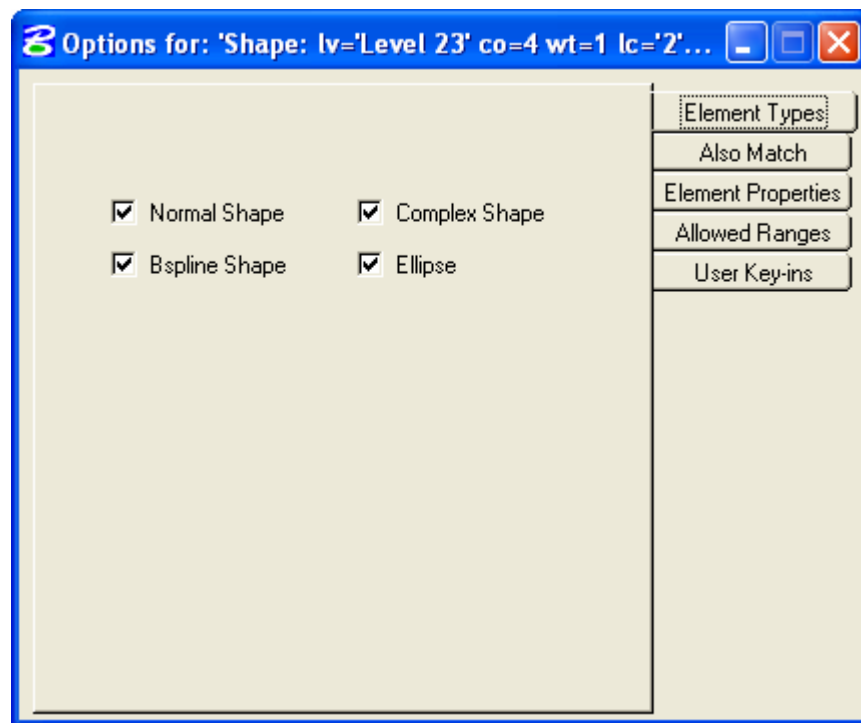 Options for: 'Shape: lv='Level 23' co=4 wt=1 lc='2'...
Element Types
Also Match
Element Properties
Allowed Ranges
User Key-ins
Normal Shape
Complex Shape
Bspline Shape
Ellipse